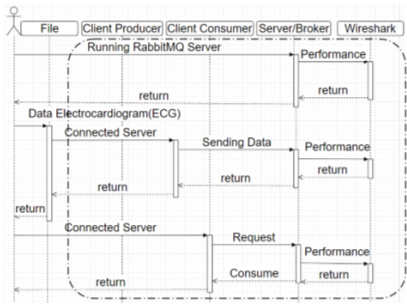 File Client Producer Client Consumer Server/Broker Wireshark
Running RabbitMQ Server
Performance
return
return
Data Electrocardiogram(ECG)
Connected Server
Sending Data
Performance
return
return
return
return
Connected Server
Request
Performance
Consume
return
return